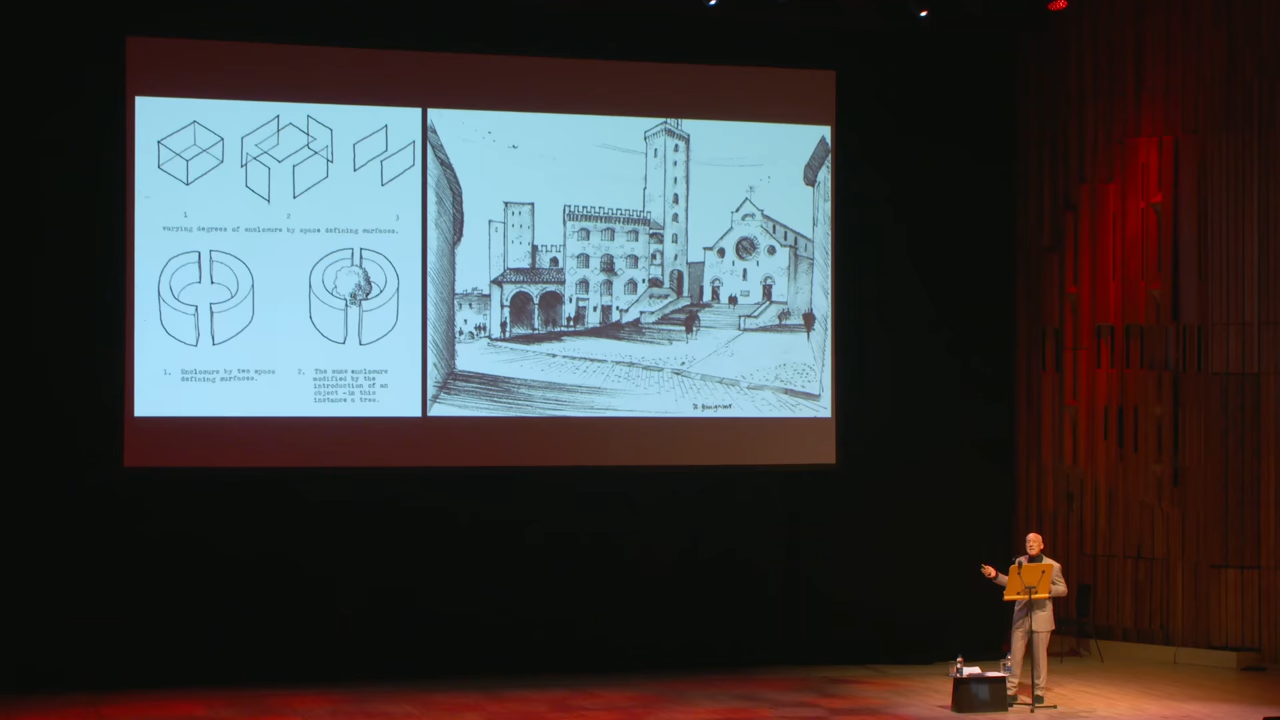 1 2 3
varying degrees of enclosure by space defining surfaces.
1. Enclosure by two space
defining surfaces.
2. The same enclosure
modified by the
introduction of an
object -in this
instance a tree.